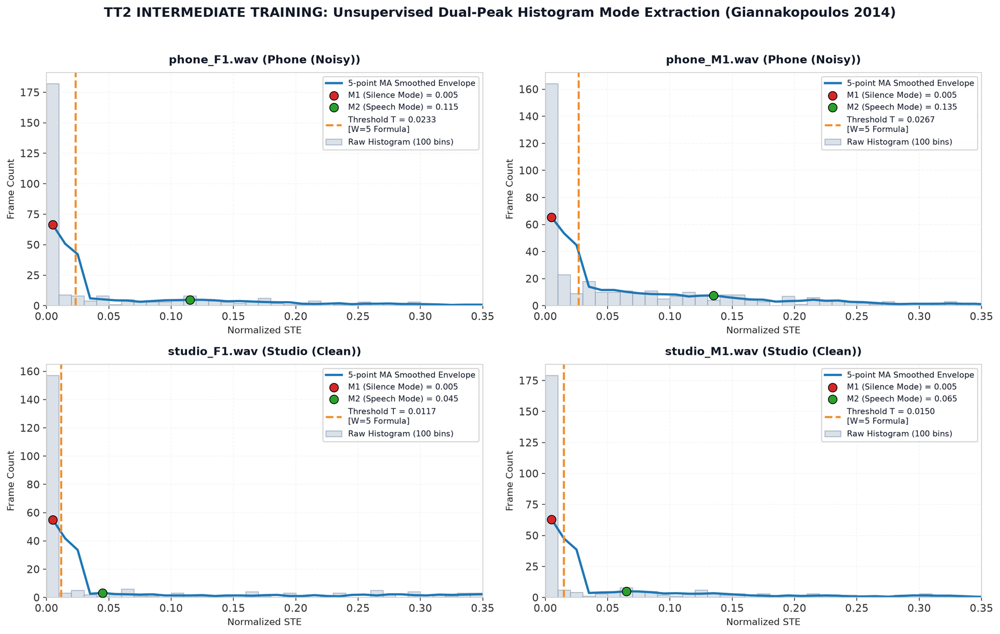 TT2 INTERMEDIATE TRAINING: Unsupervised Dual-Peak Histogram Mode Extraction (Giannakopoulos 2014)
phone_F1.wav (Phone (Noisy))
Frame Count
175
150
125
100
75
50
25
0
5-point MA Smoothed Envelope
M1 (Silence Mode) = 0.005
M2 (Speech Mode) = 0.115
Threshold T = 0.0233
[W=5 Formula]
Raw Histogram (100 bins)
0.00 0.05 0.10 0.15 0.20 0.25 0.30 0.35
Normalized STE
phone_M1.wav (Phone (Noisy))
Frame Count
160
140
120
100
80
60
40
20
0
5-point MA Smoothed Envelope
M1 (Silence Mode) = 0.005
M2 (Speech Mode) = 0.135
Threshold T = 0.0267
[W=5 Formula]
Raw Histogram (100 bins)
0.00 0.05 0.10 0.15 0.20 0.25 0.30 0.35
Normalized STE
studio_F1.wav (Studio (Clean))
Frame Count
160
140
120
100
80
60
40
20
0
5-point MA Smoothed Envelope
M1 (Silence Mode) = 0.005
M2 (Speech Mode) = 0.045
Threshold T = 0.0117
[W=5 Formula]
Raw Histogram (100 bins)
0.00 0.05 0.10 0.15 0.20 0.25 0.30 0.35
Normalized STE
studio_M1.wav (Studio (Clean))
Frame Count
175
150
125
100
75
50
25
0
5-point MA Smoothed Envelope
M1 (Silence Mode) = 0.005
M2 (Speech Mode) = 0.065
Threshold T = 0.0150
[W=5 Formula]
Raw Histogram (100 bins)
0.00 0.05 0.10 0.15 0.20 0.25 0.30 0.35
Normalized STE